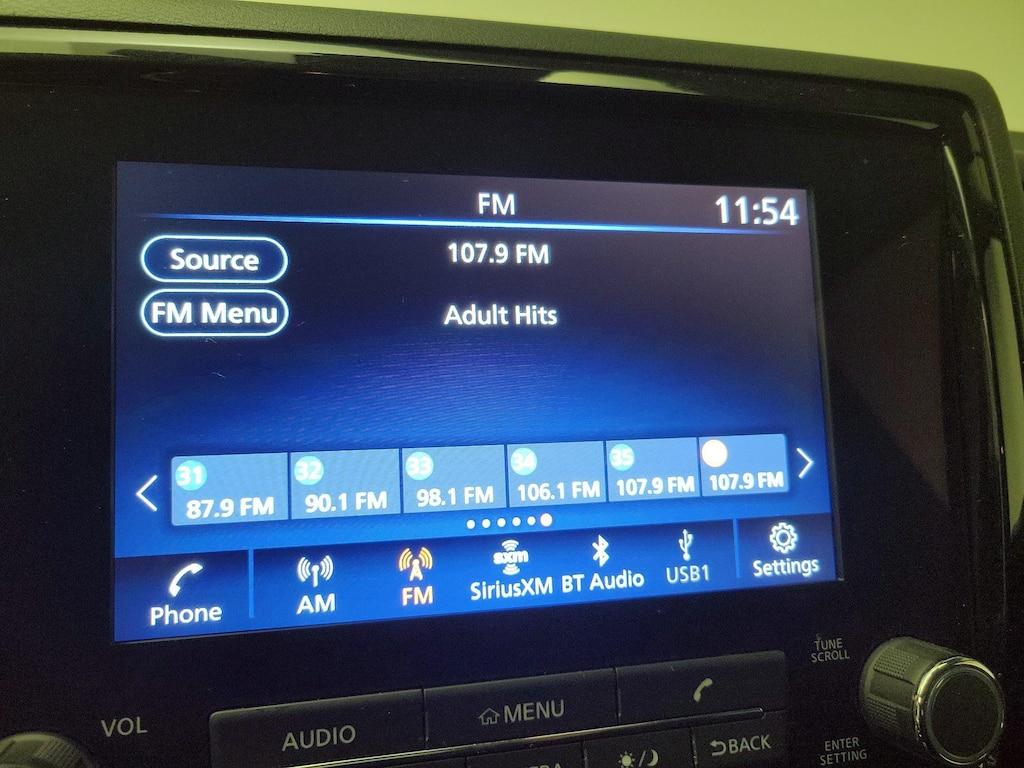 FM
11:54
Source
107.9 FM
FM Menu
Adult Hits
31
32
33
34
35
87.9 FM
90.1 FM
98.1 FM
106.1 FM
107.9 FM
107.9 FM
Phone
AM
FM
sxm
SiriusXM
BT Audio
USB1
Settings
TUNE
SCROLL
VOL
AUDIO
MENU
BACK
ENTER
SETTING